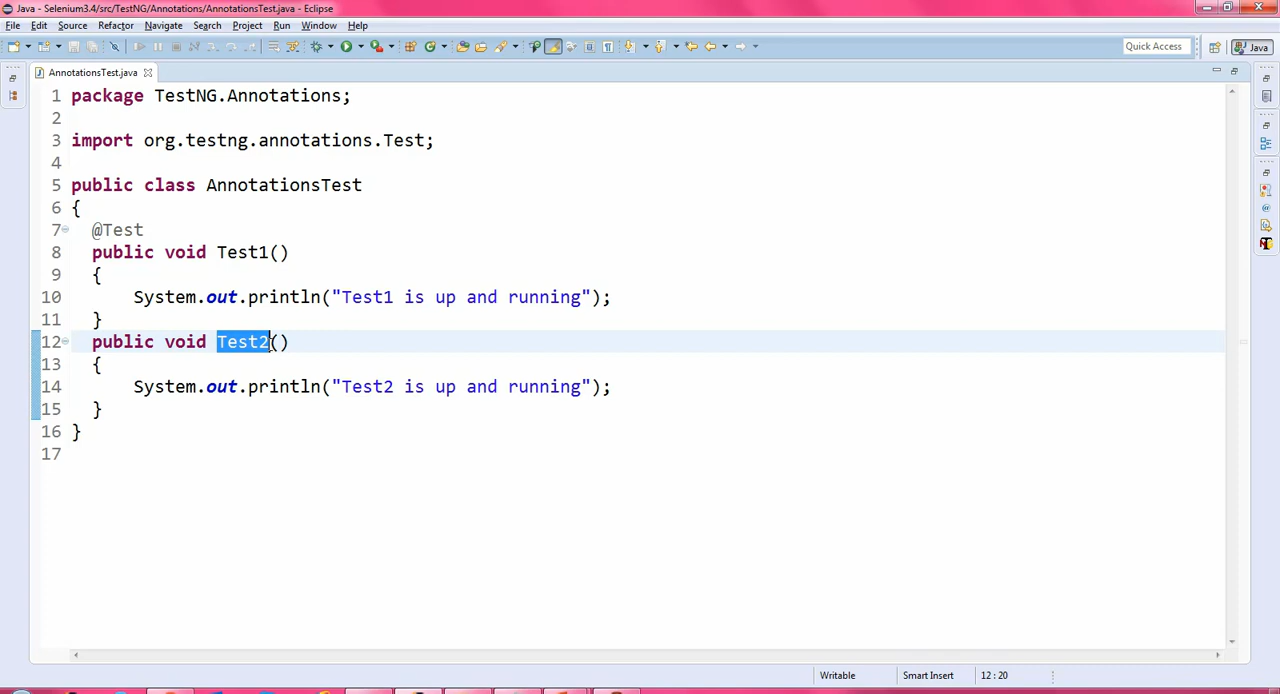 Java - Selenium3.4/src/TestNG/Annotations/AnnotationsTest.java - Eclipse
File Edit Source Refactor Navigate Search Project Run Window Help
Quick Access Java
AnnotationsTest.java
1 package TestNG.Annotations;
2
3 import org.testng.annotations.Test;
4
5 public class AnnotationsTest
6 {
7 @Test
8 public void Test1()
9 {
10 System.out.println("Test1 is up and running");
11 }
12 public void Test2()
13 {
14 System.out.println("Test2 is up and running");
15 }
16 }
17
Writable Smart Insert 12 : 20